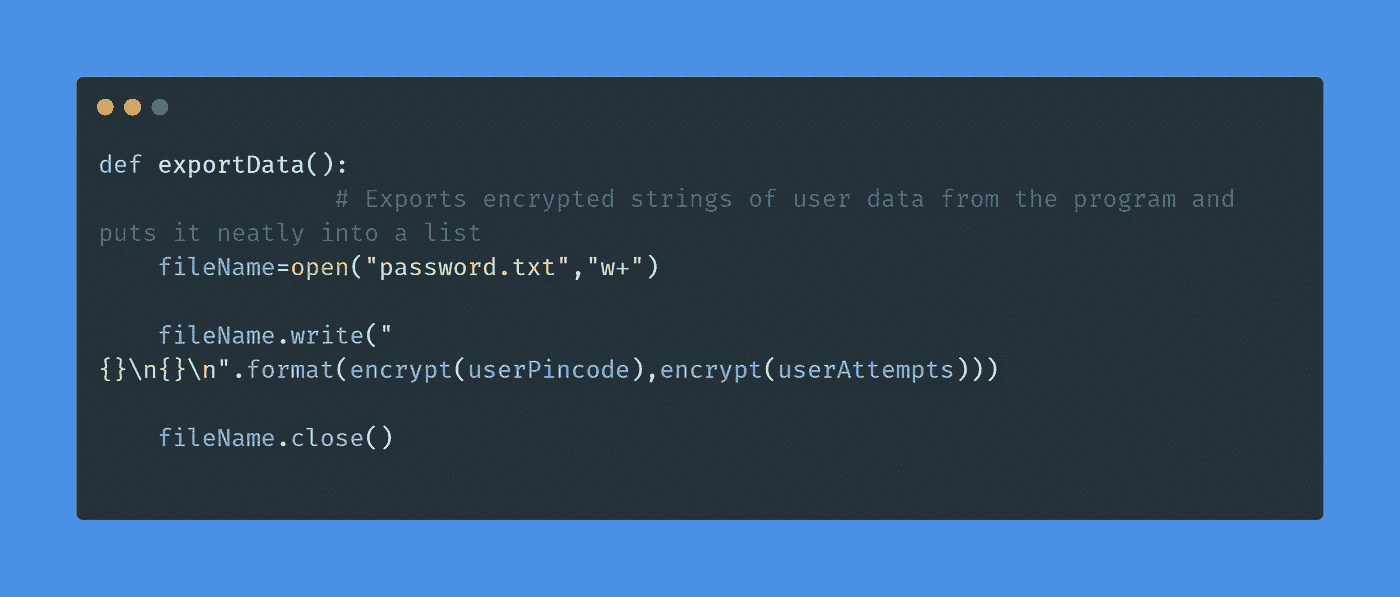 def exportData():
                # Exports encrypted strings of user data from the program and
puts it neatly into a list
    fileName=open("password.txt","w+")
    fileName.write("
{}\n{}\n".format(encrypt(userPincode),encrypt(userAttempts)))
    fileName.close()